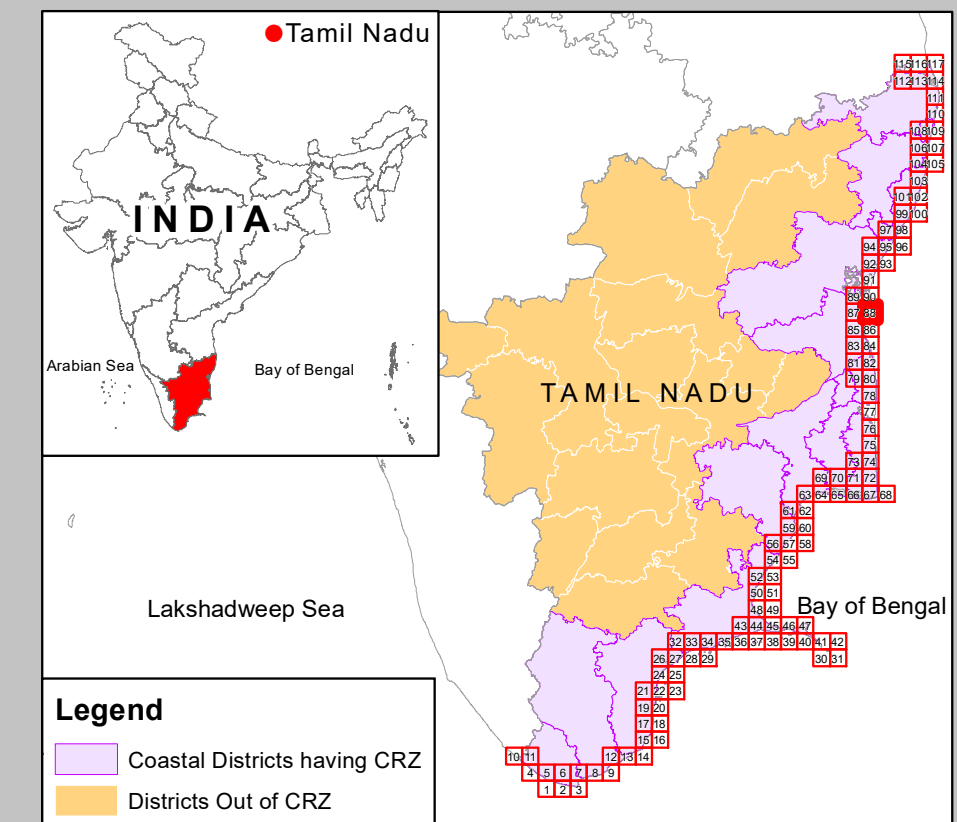 Tamil Nadu
INDIA
Arabian Sea
Bay of Bengal
115 116 117
112 113 114
111
110
108 109
106 107
104 105
103
101 102
99 100
97 98
94 95 96
92 93
91
89 90
87 88
85 86
83 84
81 82
79 80
78
77
76
75
73 74
69 70 71 72
63 64 65 66 67 68
61 62
59 60
56 57 58
54 55
52 53
50 51
48 49
43 44 45 46 47
32 33 34 35 36 37 38 39 40 41 42
26 27 28 29 30 31
24 25
21 22 23
19 20
17 18
15 16
10 11 12 13 14
4 5 6 7 8 9
1 2 3
TAMIL NADU
Lakshadweep Sea
Bay of Bengal
Legend
Coastal Districts having CRZ
Districts Out of CRZ